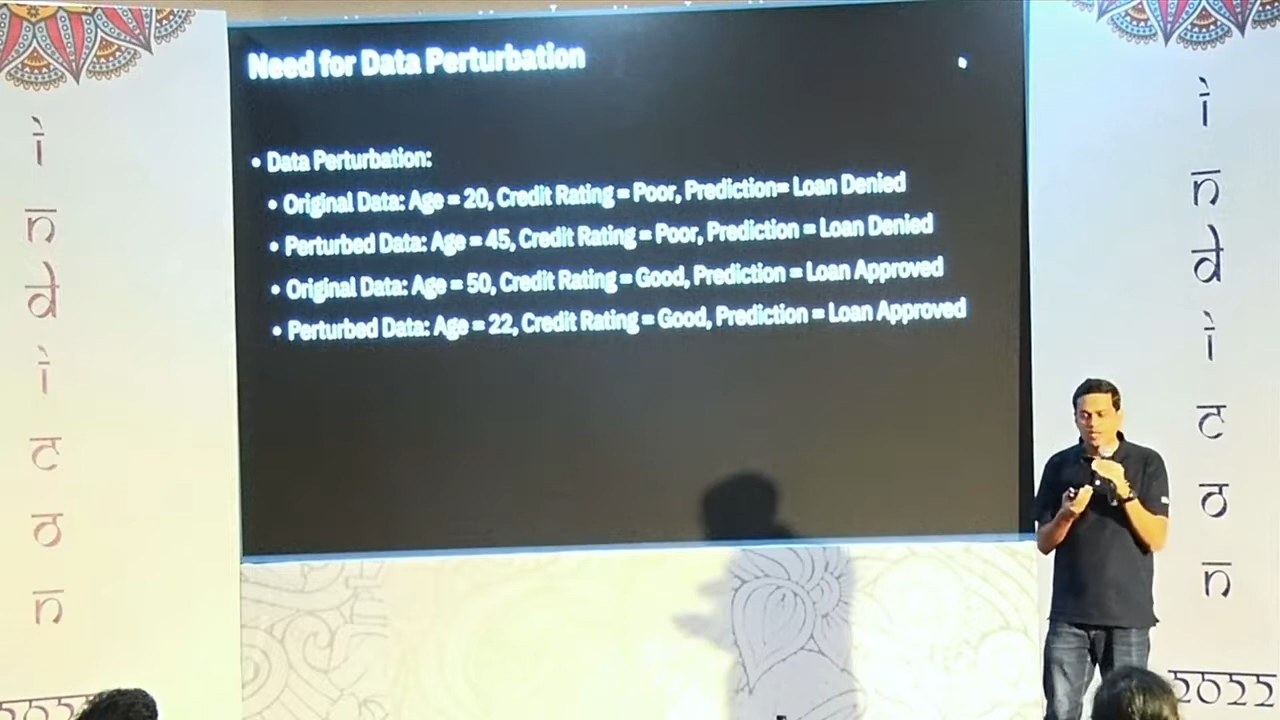 Need for Data Perturbation
• Data Perturbation:
• Original Data: Age = 20, Credit Rating = Poor, Prediction= Loan Denied
• Perturbed Data: Age = 45, Credit Rating = Poor, Prediction = Loan Denied
• Original Data: Age = 50, Credit Rating = Good, Prediction = Loan Approved
• Perturbed Data: Age = 22, Credit Rating = Good, Prediction = Loan Approved
2022